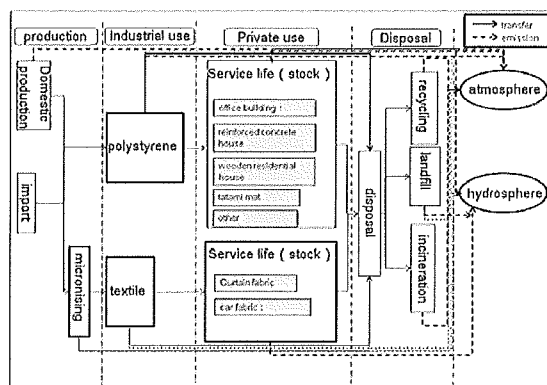 production
Industrial use
Private use
Disposal
transfer
emission
Domestic
production
import
micronising
polystyrene
textile
Service life ( stock )
office building
reinforced concrete
house
wooden residential
house
tatami mat
other
Service life ( stock )
Curtain fabric
car fabric
disposal
recycling
landfill
incineration
atmosphere
hydrosphere